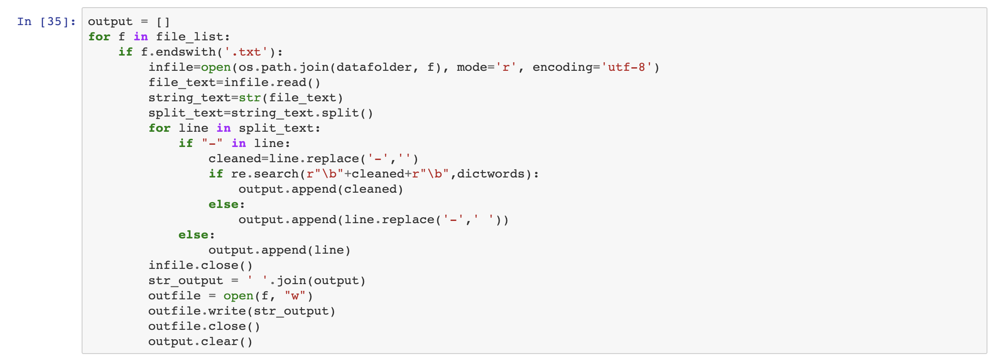 In [35]: output = []
for f in file_list:
    if f.endswith('.txt'):
        infile=open(os.path.join(datafolder, f), mode='r', encoding='utf-8')
        file_text=infile.read()
        string_text=str(file_text)
        split_text=string_text.split()
        for line in split_text:
            if "-" in line:
                cleaned=line.replace('-','')
                if re.search(r"\b"+cleaned+r"\b",dictwords):
                    output.append(cleaned)
                else:
                    output.append(line.replace('-',' '))
            else:
                output.append(line)
        infile.close()
        str_output = ' '.join(output)
        outfile = open(f, "w")
        outfile.write(str_output)
        outfile.close()
        output.clear()